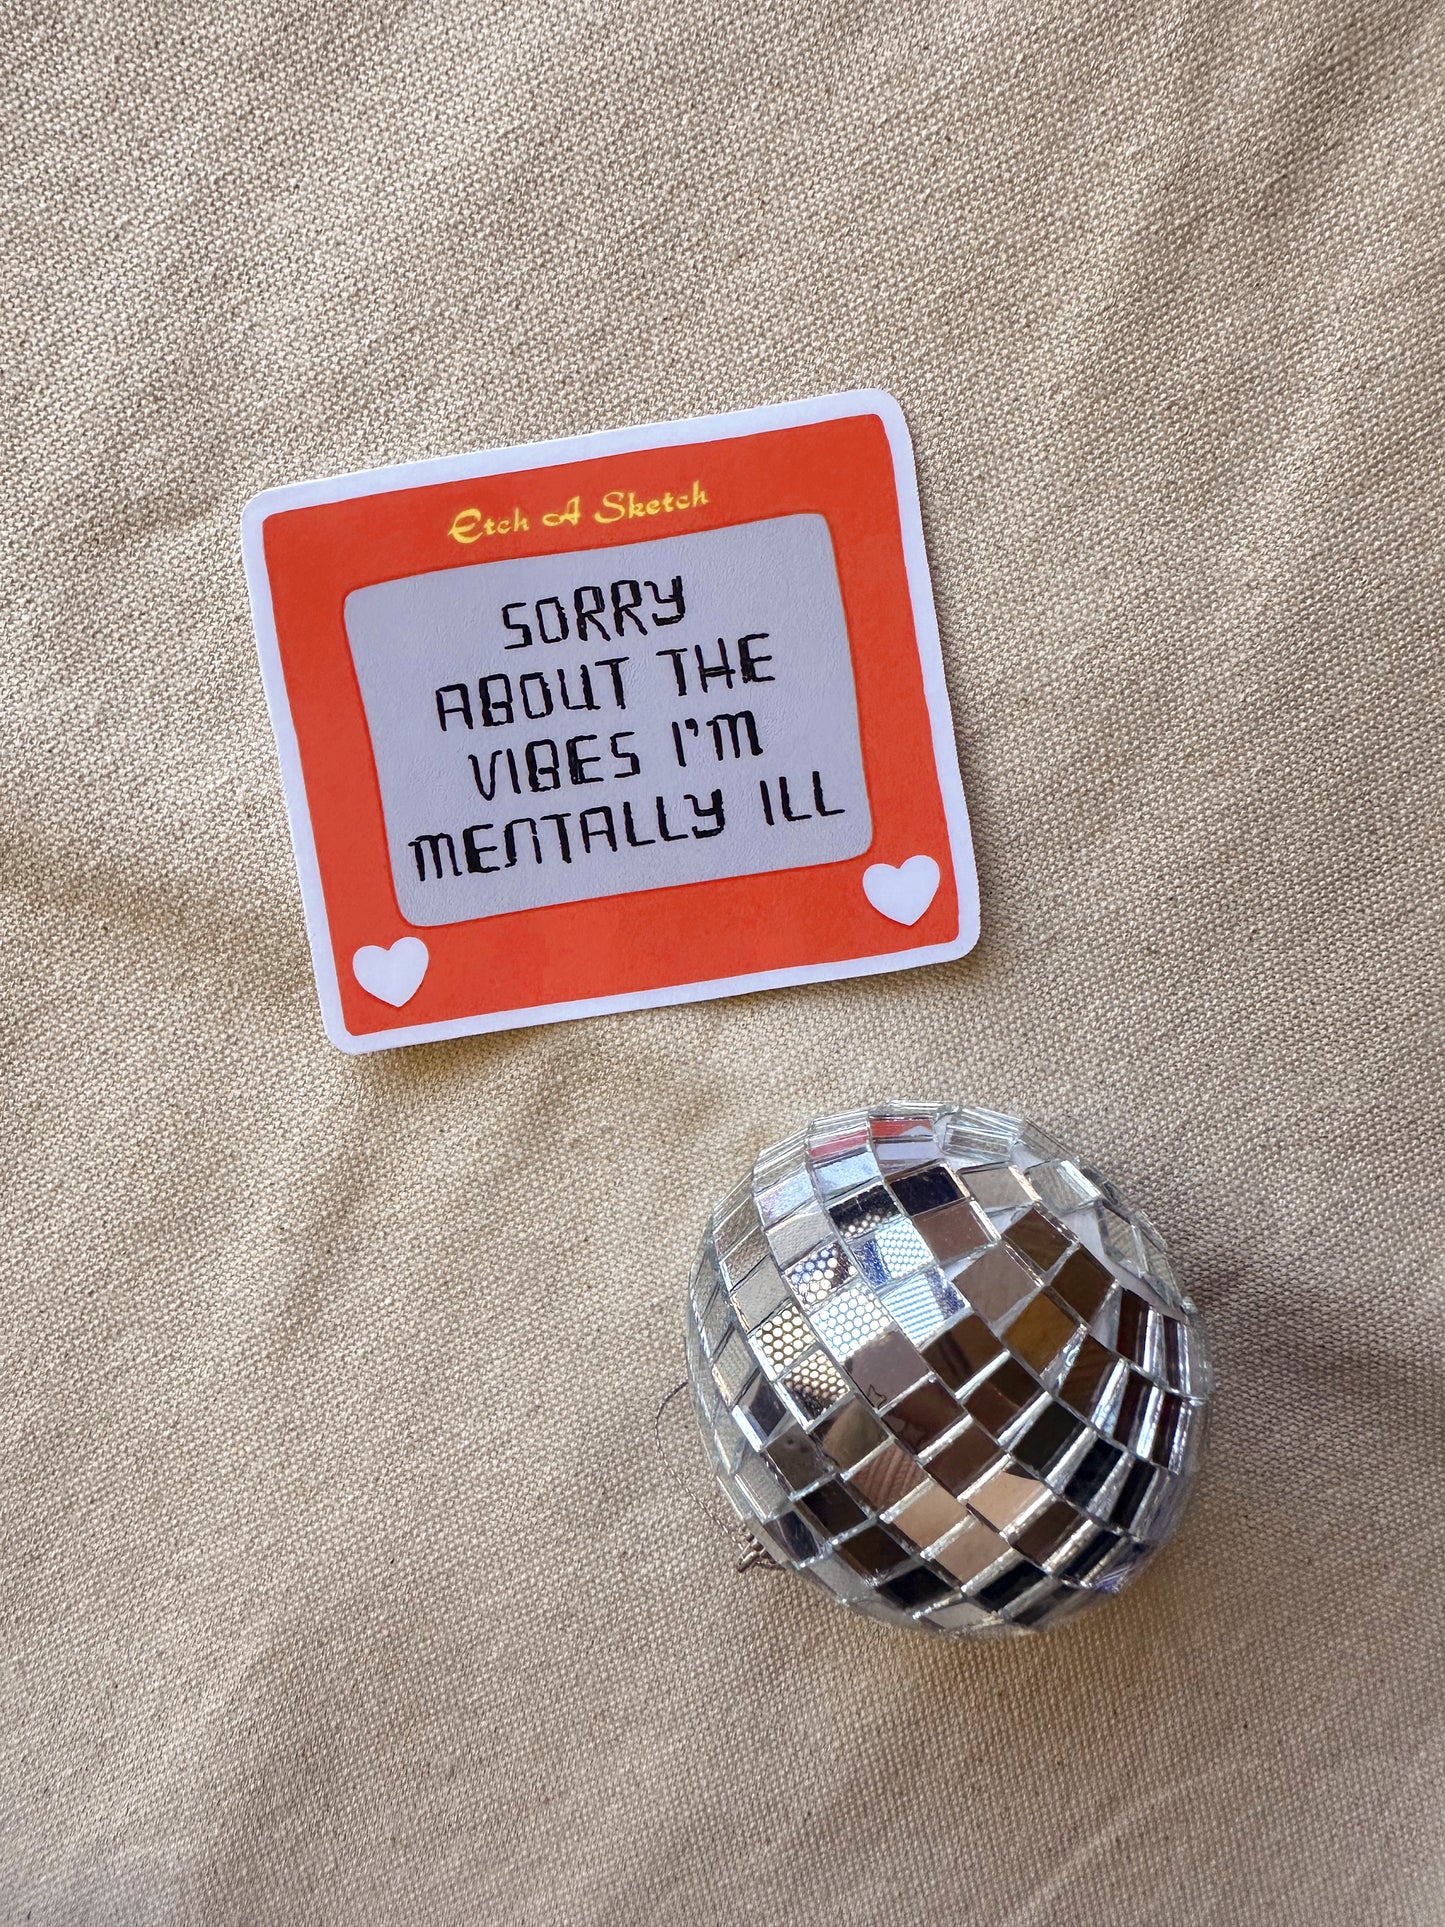 Etch A Sketch
SORRY
ABOUT THE
VIBES I'M
MENTALLY ILL